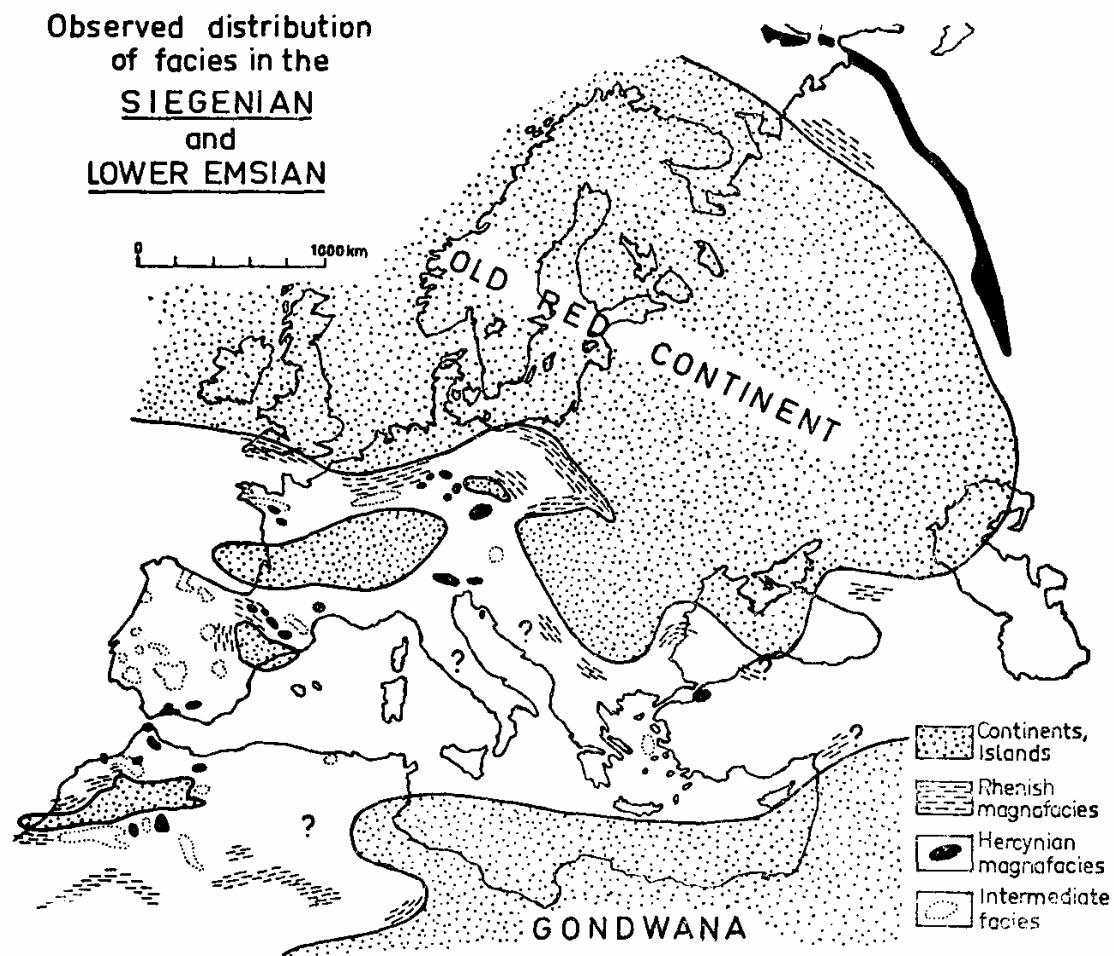 Observed distribution
of facies in the
SIEGENIAN
and
LOWER EMSIAN
0 1000 km
OLD RED CONTINENT
?
?
?
?
?
GONDWANA
Continents,
Islands
Rhenish
magnafacies
Hercynian
magnafacies
Intermediate
facies